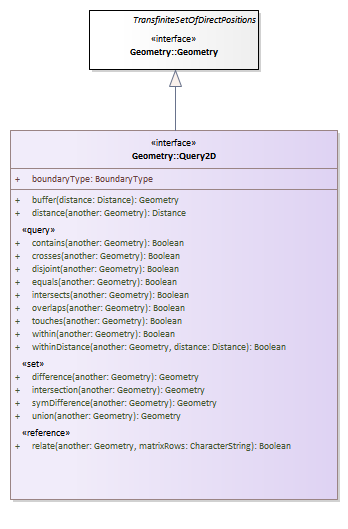 TransfiniteSetOfDirectPositions
«interface»
Geometry::Geometry
«interface»
Geometry::Query2D
+ boundaryType: BoundaryType
+ buffer(distance: Distance): Geometry
+ distance(another: Geometry): Distance
«query»
+ contains(another: Geometry): Boolean
+ crosses(another: Geometry): Boolean
+ disjoint(another: Geometry): Boolean
+ equals(another: Geometry): Boolean
+ intersects(another: Geometry): Boolean
+ overlaps(another: Geometry): Boolean
+ touches(another: Geometry): Boolean
+ within(another: Geometry): Boolean
+ withinDistance(another: Geometry, distance: Distance): Boolean
«set»
+ difference(another: Geometry): Geometry
+ intersection(another: Geometry): Geometry
+ symDifference(another: Geometry): Geometry
+ union(another: Geometry): Geometry
«reference»
+ relate(another: Geometry, matrixRows: CharacterString): Boolean